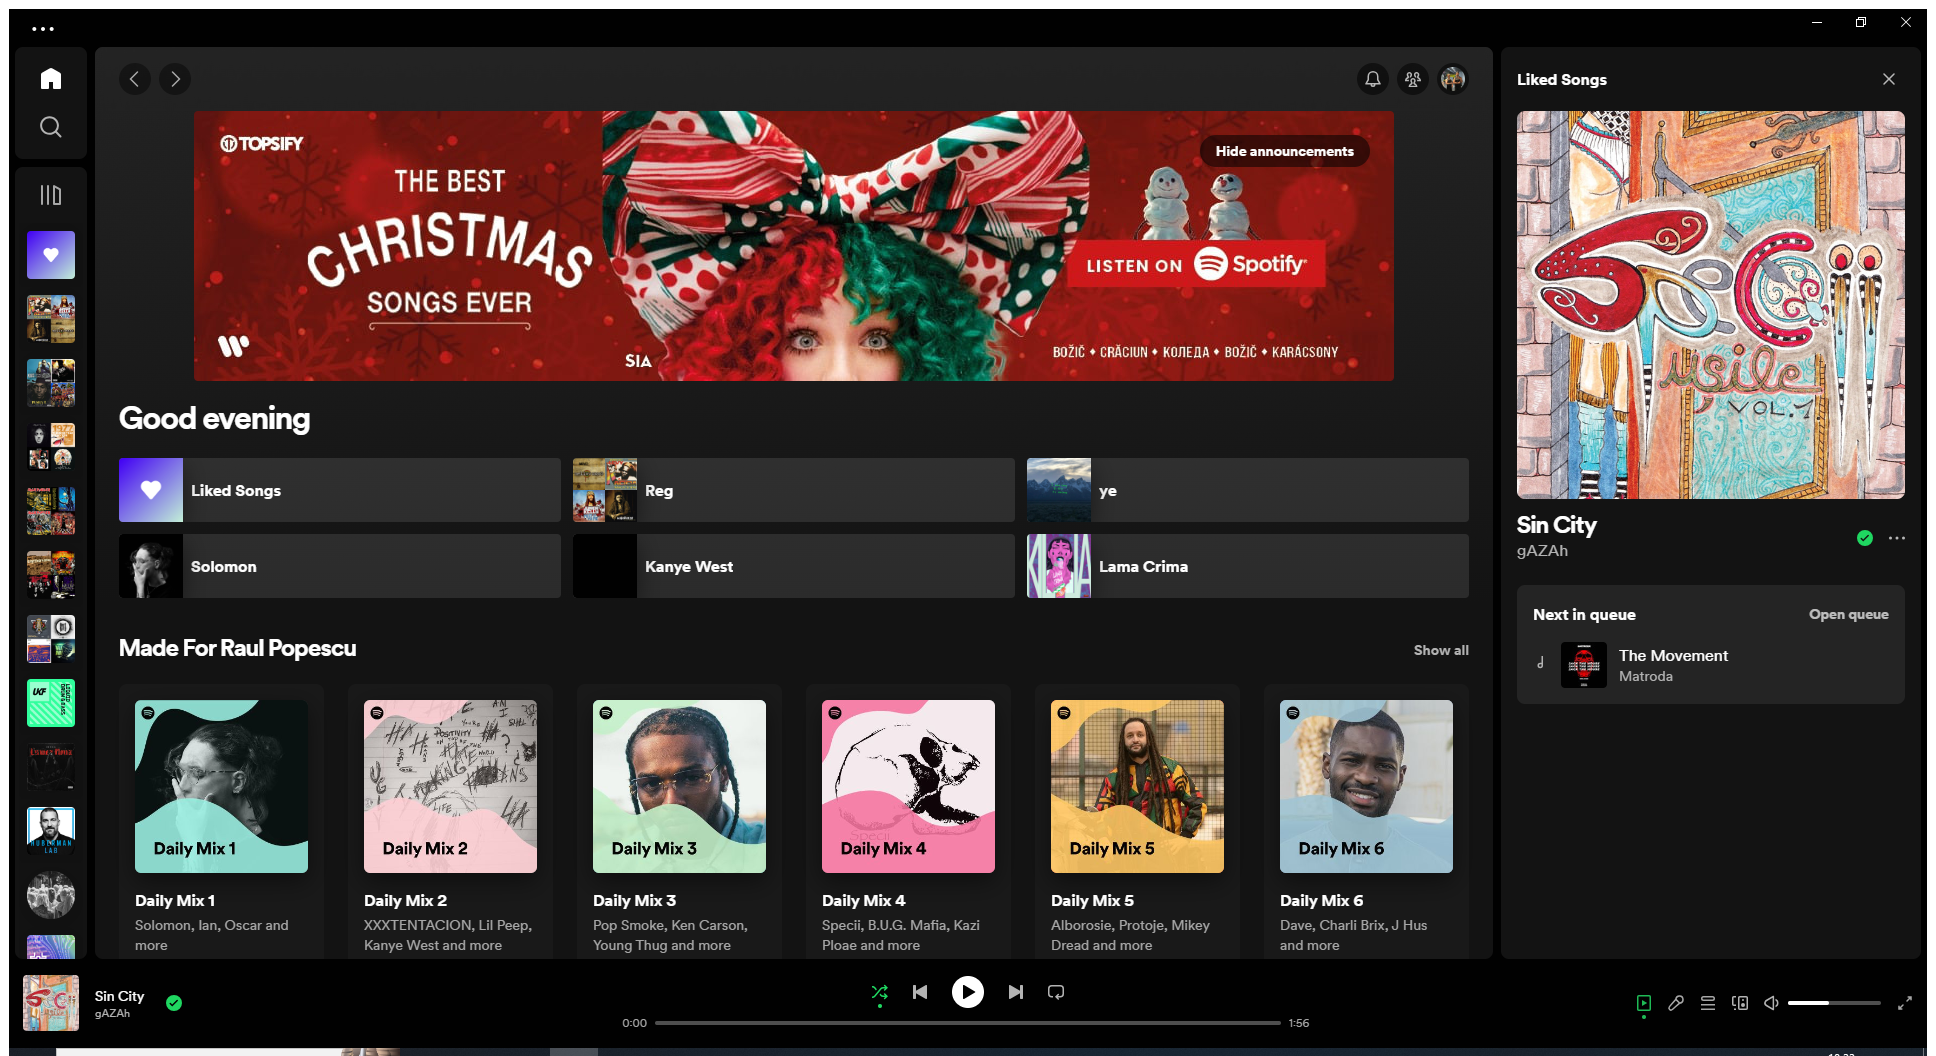 Liked Songs
TOPSIFY
THE BEST
CHRISTMAS
SONGS EVER
SIA
Hide announcements
LISTEN ON Spotify
BOŽIČ • CRĂCIUN • КОЛЕДА • BOŽIČ • KARÁCSONY
Good evening
Liked Songs
Reg
ye
Solomon
Kanye West
Lama Crima
Made For Raul Popescu
Show all
Daily Mix 1
Daily Mix 2
Daily Mix 3
Daily Mix 4
Daily Mix 5
Daily Mix 6
Daily Mix 1
Solomon, Ian, Oscar and
more
Daily Mix 2
XXXTENTACION, Lil Peep,
Kanye West and more
Daily Mix 3
Pop Smoke, Ken Carson,
Young Thug and more
Daily Mix 4
Specii, B.U.G. Mafia, Kazi
Ploae and more
Daily Mix 5
Alborosie, Protoje, Mikey
Dread and more
Daily Mix 6
Dave, Charli Brix, J Hus
and more
UKF
HUBERMAN
LAB
VOL.1
Sin City
gAZAh
Next in queue
Open queue
The Movement
Matroda
Sin City
gAZAh
0:00
1:56